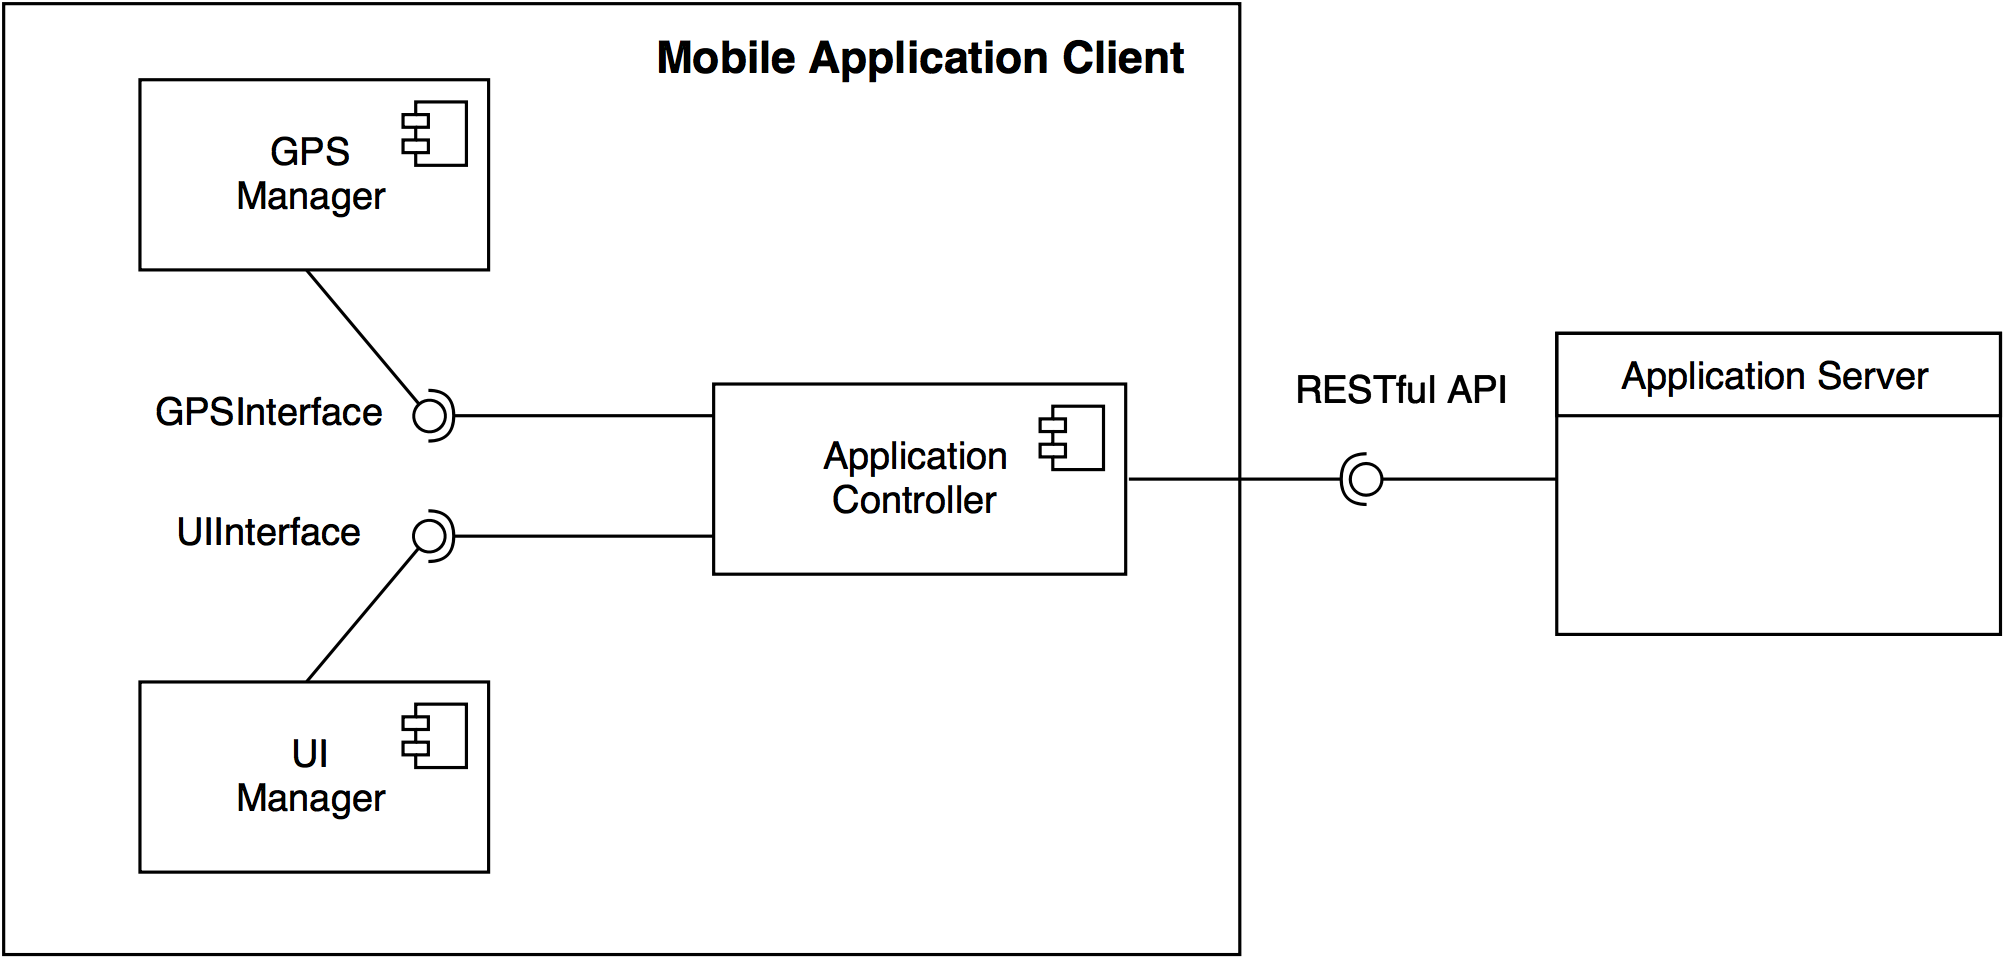 Mobile Application Client
GPS
Manager
GPSInterface
UIInterface
UI
Manager
Application
Controller
RESTful API
Application Server